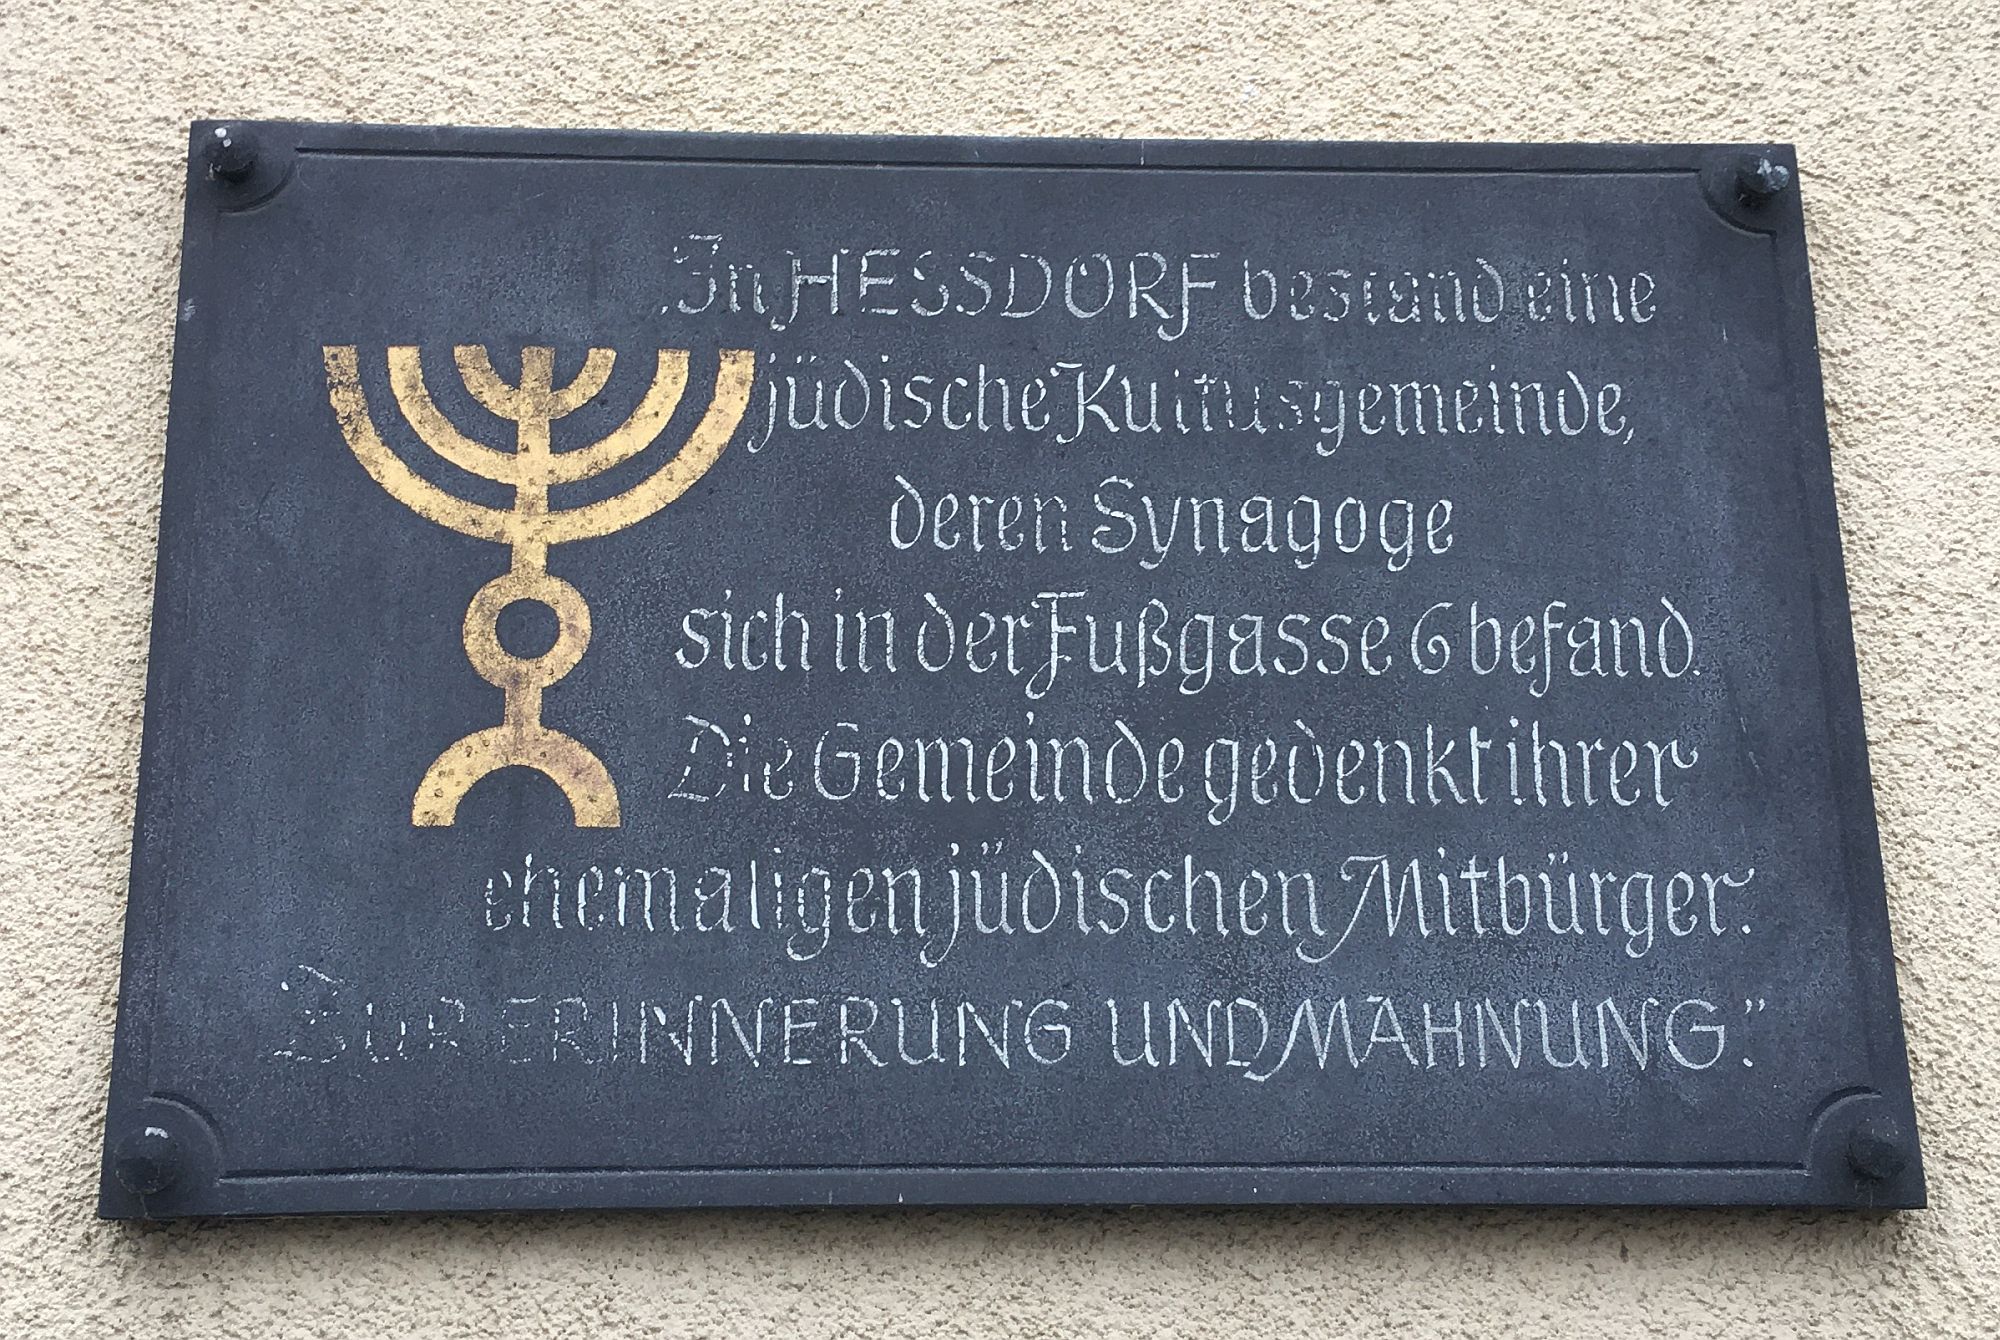 „In HESSDORF bestand eine
jüdische Kultusgemeinde,
deren Synagoge
sich in der Fußgasse 6 befand.
Die Gemeinde gedenkt ihrer
ehemaligen jüdischen Mitbürger.
ZUR ERINNERUNG UND MAHNUNG.”